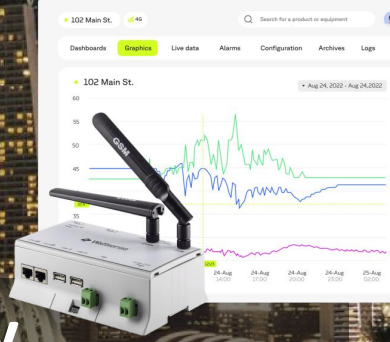 102 Main St. 4G Search for a product or equipment
Dashboards Graphics Live data Alarms Configuration Archives Logs
102 Main St. Aug 24, 2022 - Aug 24,2022
60
55
50
45
35
GSM
24-Aug 24-Aug 24-Aug 24-Aug 25-Aug
14:00 17:00 20:00 23:00 02:00